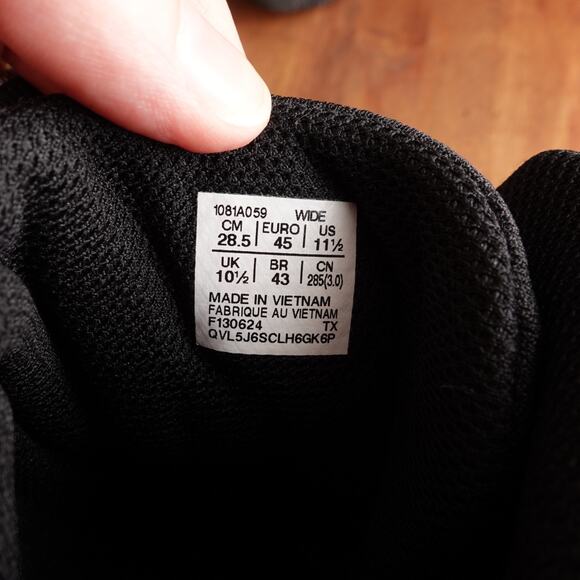 1081A059 WIDE
CM EURO US
28.5 45 11½
UK BR CN
10½ 43 285(3.0)
MADE IN VIETNAM
FABRIQUE AU VIETNAM
F130624 TX
QVL5J6SCLH6GK6P